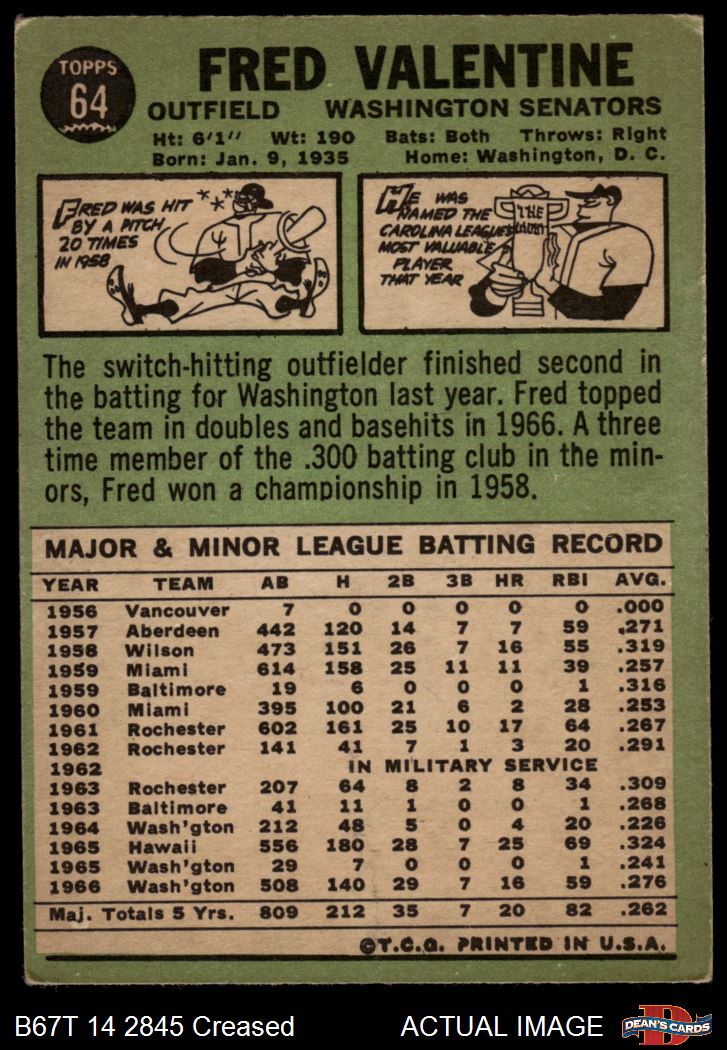 TOPPS
64
FRED VALENTINE
OUTFIELD WASHINGTON SENATORS
Ht: 6'1" Wt: 190 Bats: Both Throws: Right
Born: Jan. 9, 1935 Home: Washington, D. C.
FRED WAS HIT
BY A PITCH
20 TIMES
IN 1958
HE WAS
NAMED THE
CAROLINA LEAGUE'S
MOST VALUABLE
PLAYER
THAT YEAR
THE
The switch-hitting outfielder finished second in
the batting for Washington last year. Fred topped
the team in doubles and basehits in 1966. A three
time member of the .300 batting club in the min-
ors, Fred won a championship in 1958.
MAJOR & MINOR LEAGUE BATTING RECORD
YEAR TEAM AB H 2B 3B HR RBI AVG.
1956 Vancouver 7 0 0 0 0 0 .000
1957 Aberdeen 442 120 14 7 7 59 .271
1958 Wilson 473 151 26 7 16 55 .319
1959 Miami 614 158 25 11 11 39 .257
1959 Baltimore 19 6 0 0 0 1 .316
1960 Miami 395 100 21 6 2 28 .253
1961 Rochester 602 161 25 10 17 64 .267
1962 Rochester 141 41 7 1 3 20 .291
1962 IN MILITARY SERVICE
1963 Rochester 207 64 8 2 8 34 .309
1963 Baltimore 41 11 1 0 0 1 .268
1964 Wash'gton 212 48 5 0 4 20 .226
1965 Hawaii 556 180 28 7 25 69 .324
1965 Wash'gton 29 7 0 0 0 1 .241
1966 Wash'gton 508 140 29 7 16 59 .276
Maj. Totals 5 Yrs. 809 212 35 7 20 82 .262
©T.C.G. PRINTED IN U.S.A.
B67T 14 2845 Creased ACTUAL IMAGE
D
DEAN'S CARDS